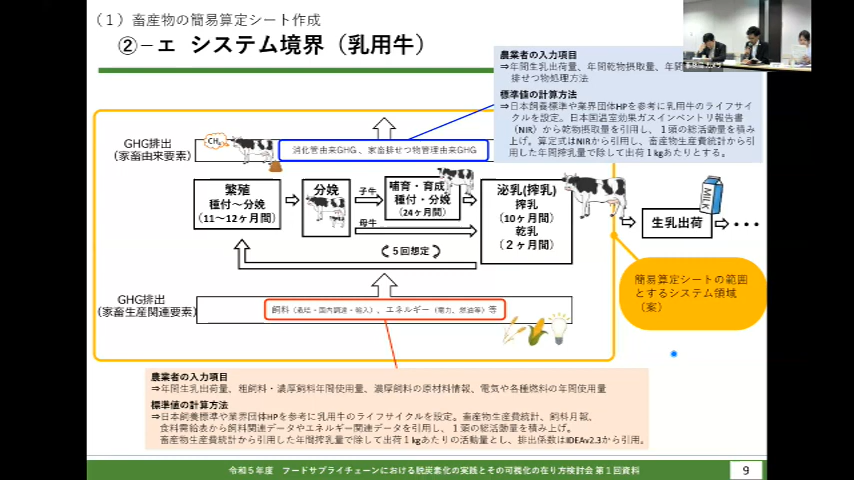 （１）畜産物の簡易算定シート作成
②－エ システム境界（乳用牛）
農業者の入力項目
⇒年間生乳出荷量、年間乾物摂取量、年間
排せつ物処理方法
標準値の計算方法
⇒日本飼養標準や業界団体HPを参考に乳用牛のライフサイ
クルを設定。日本国温室効果ガスインベントリ報告書
（NIR）から乾物摂取量を引用し、１頭の総活動量を積み
上げ。算定式はNIRから引用し、畜産物生産費統計から引
用した年間搾乳量で除して出荷１kgあたりとする。
GHG排出
（家畜由来要素）
CH₄
消化管由来GHG、家畜排せつ物管理由来GHG
繁殖
種付～分娩
（11～12ヶ月間）
分娩
子牛
母牛
哺育・育成
種付・分娩
（24ヶ月間）
泌乳(搾乳)
搾乳
（10ヶ月間）
乾乳
（２ヶ月間）
MILK
生乳出荷
・・・
５回想定
簡易算定シートの範囲
とするシステム領域
（案）
GHG排出
（家畜生産関連要素）
飼料（粗飼・国内調達・輸入）、エネルギー（電力、燃油等）等
農業者の入力項目
⇒年間生乳出荷量、粗飼料・濃厚飼料年間使用量、濃厚飼料の原材料情報、電気や各種燃料の年間使用量
標準値の計算方法
⇒日本飼養標準や業界団体HPを参考に乳用牛のライフサイクルを設定。畜産物生産費統計、飼料月報、
食料需給表から飼料関連データやエネルギー関連データを引用し、１頭の総活動量を積み上げ。
畜産物生産費統計から引用した年間搾乳量で除して出荷１kgあたりの活動量とし、排出係数はIDEAv2.3から引用。
令和５年度 フードサプライチェーンにおける脱炭素化の実践とその可視化の在り方検討会 第１回資料
9